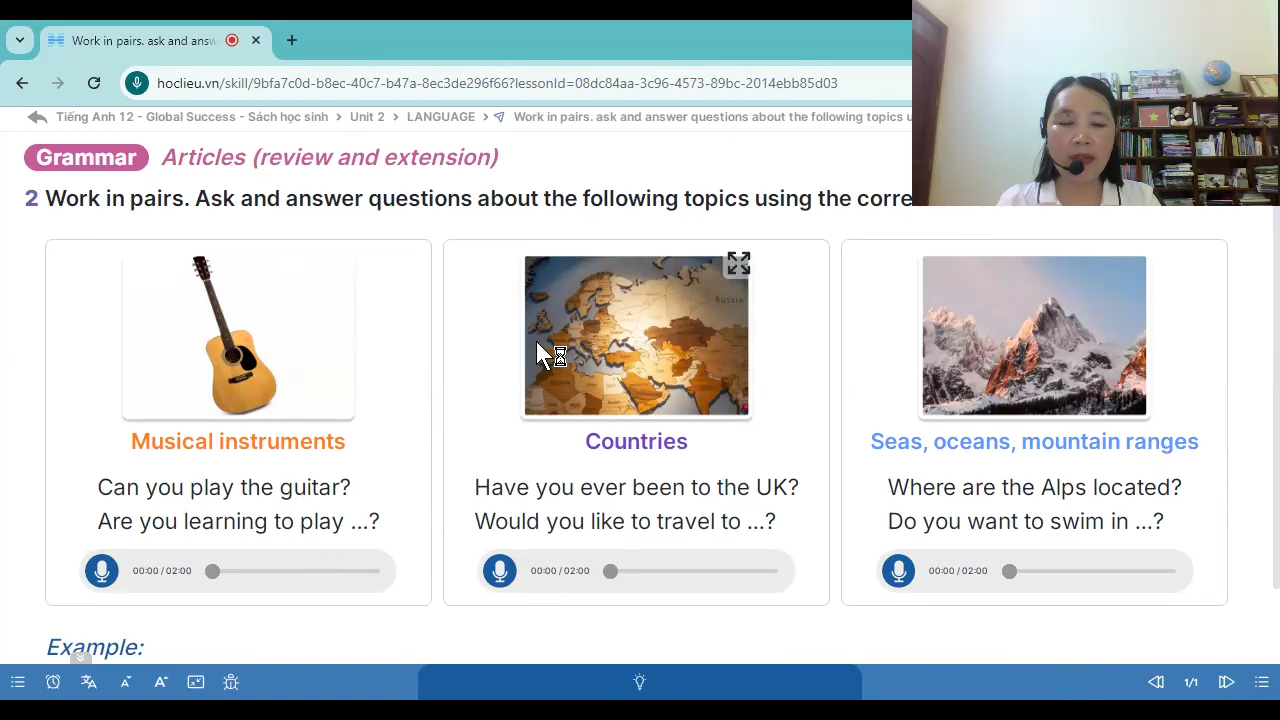 Work in pairs. ask and answ
hoclieu.vn/skill/9bfa7c0d-b8ec-40c7-b47a-8ec3de296f66?lessonId=08dc84aa-3c96-4573-89bc-2014ebb85d03
Tiếng Anh 12 - Global Success - Sách học sinh > Unit 2 > LANGUAGE > Work in pairs. ask and answer questions about the following topics u
Grammar Articles (review and extension)
2 Work in pairs. Ask and answer questions about the following topics using the corre
Russia
Musical instruments
Can you play the guitar?
Are you learning to play ...?
00:00 / 02:00
Countries
Have you ever been to the UK?
Would you like to travel to ...?
00:00 / 02:00
Seas, oceans, mountain ranges
Where are the Alps located?
Do you want to swim in ...?
00:00 / 02:00
Example:
1/1